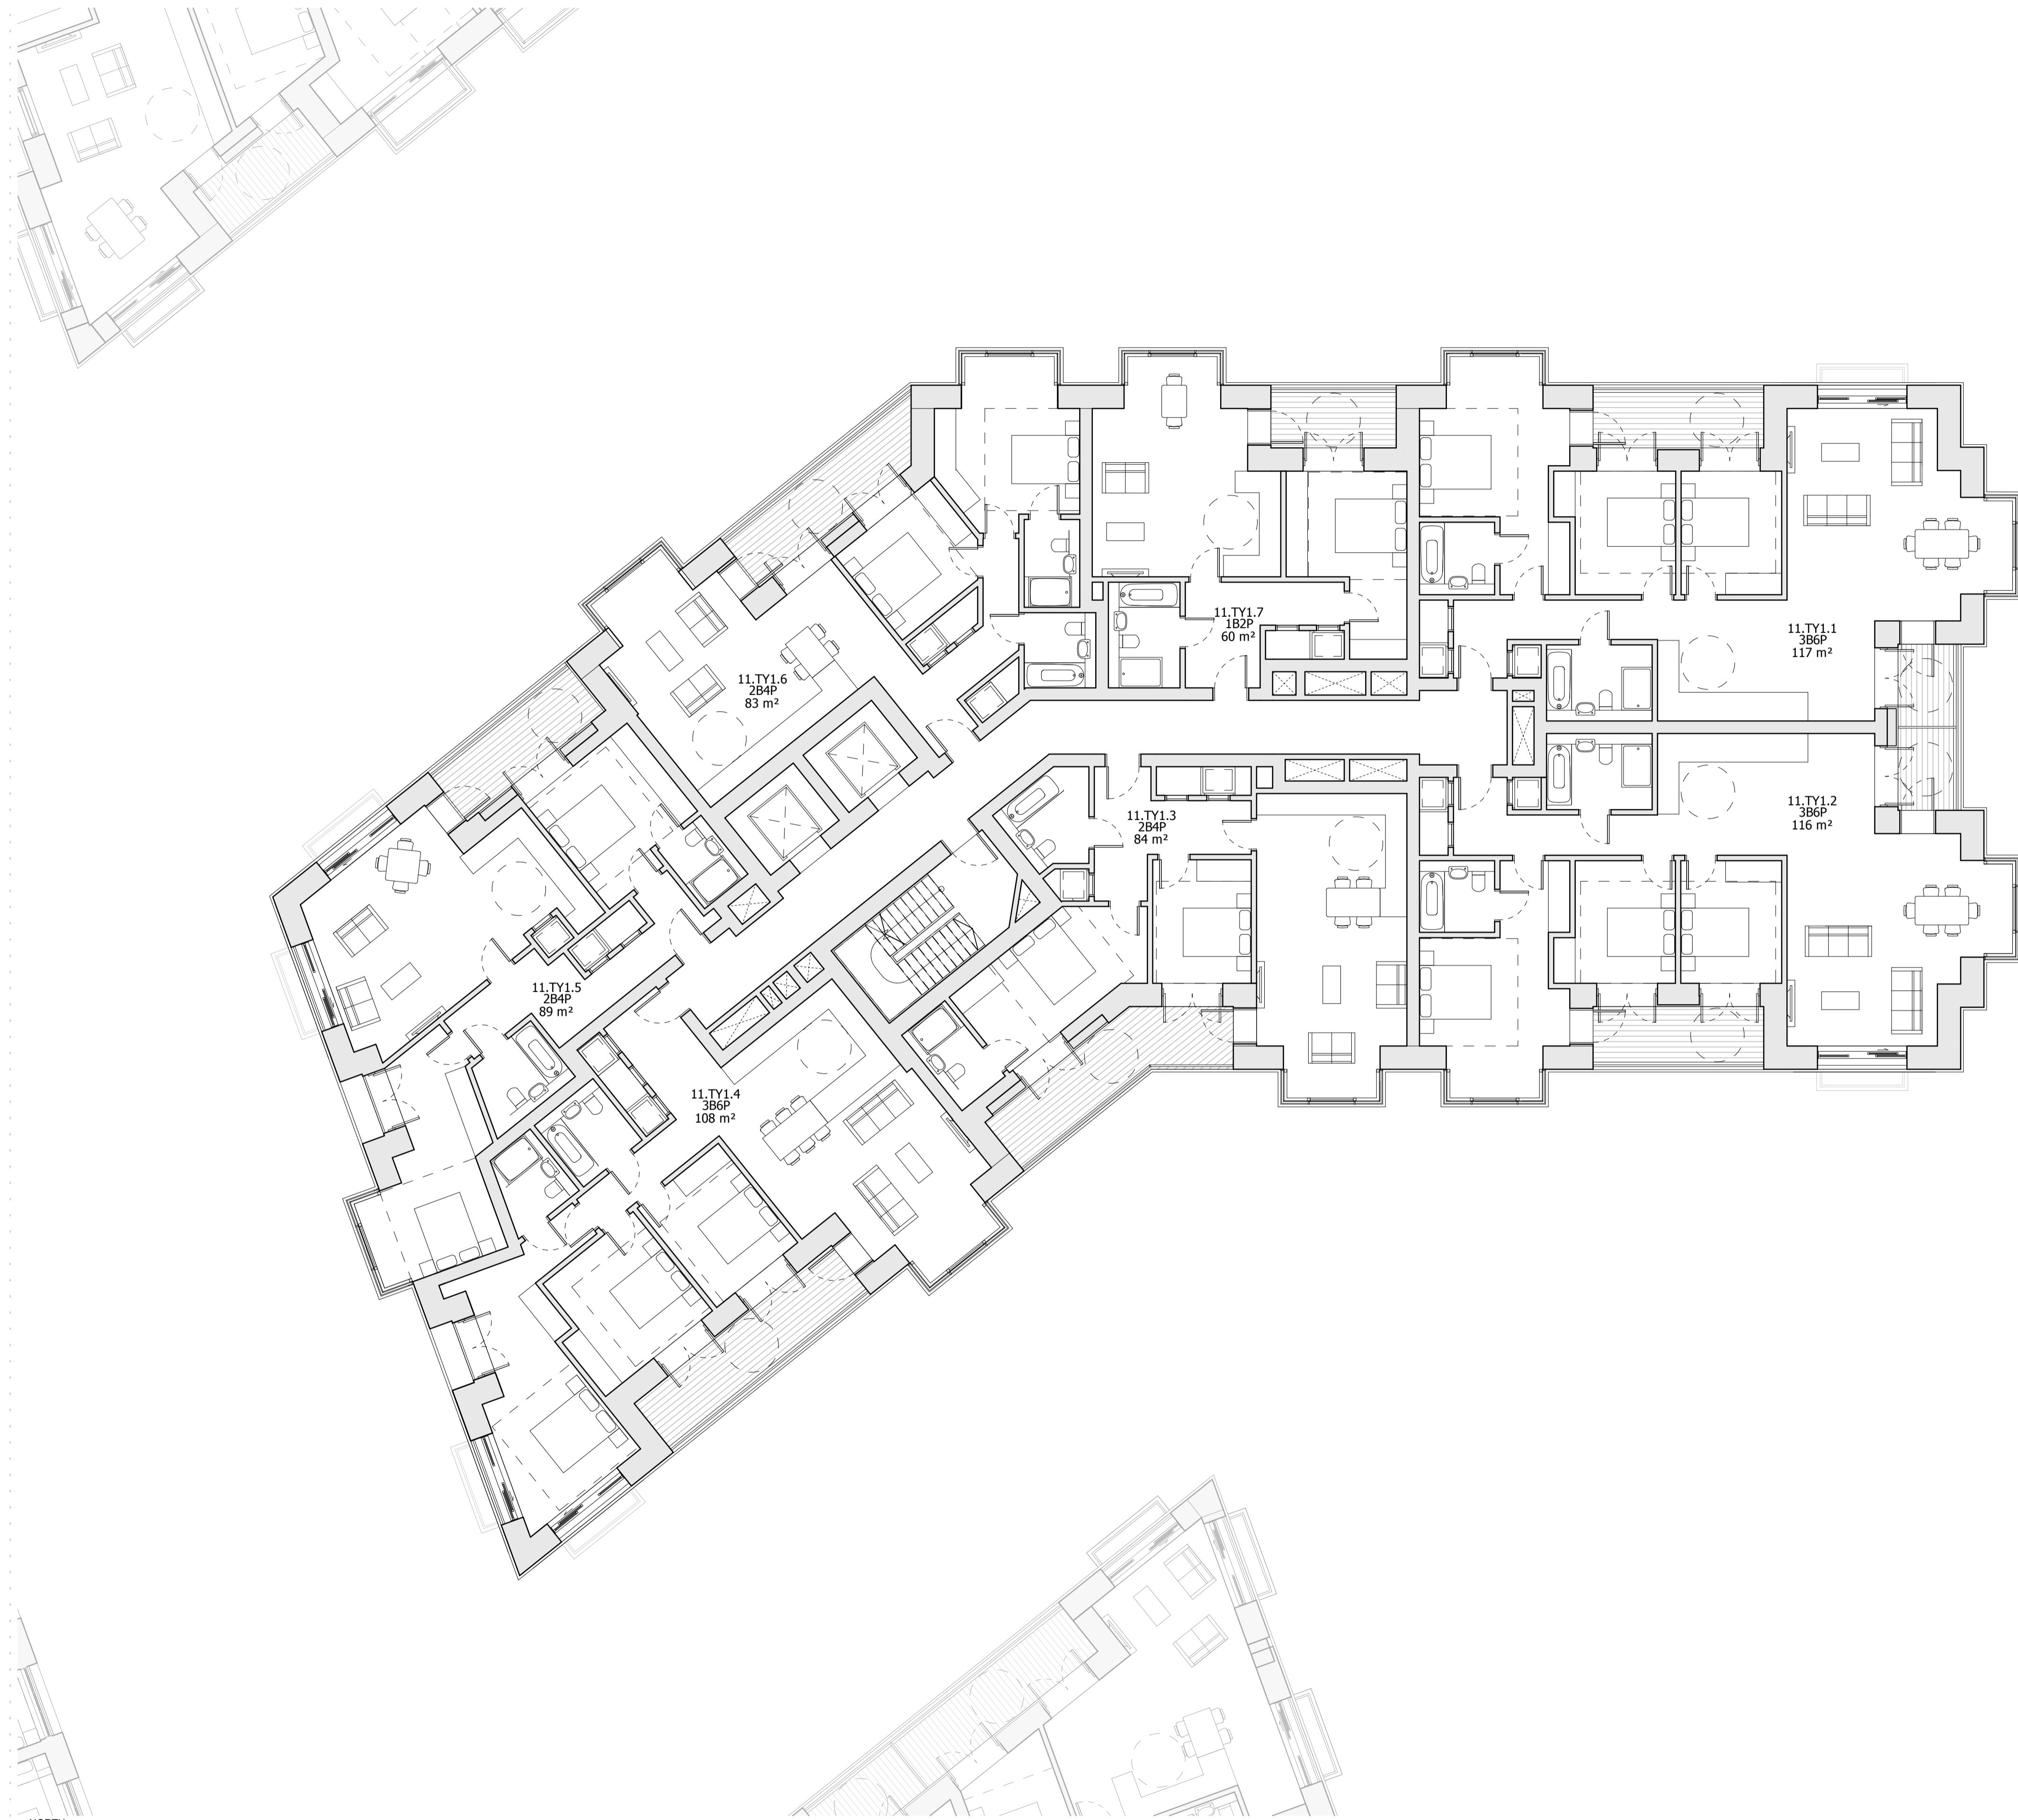 11.TY1.7
1B2P
60 m²
11.TY1.1
3B6P
117 m²
11.TY1.6
2B4P
83 m²
11.TY1.2
3B6P
116 m²
11.TY1.3
2B4P
84 m²
11.TY1.5
2B4P
89 m²
11.TY1.4
3B6P
108 m²